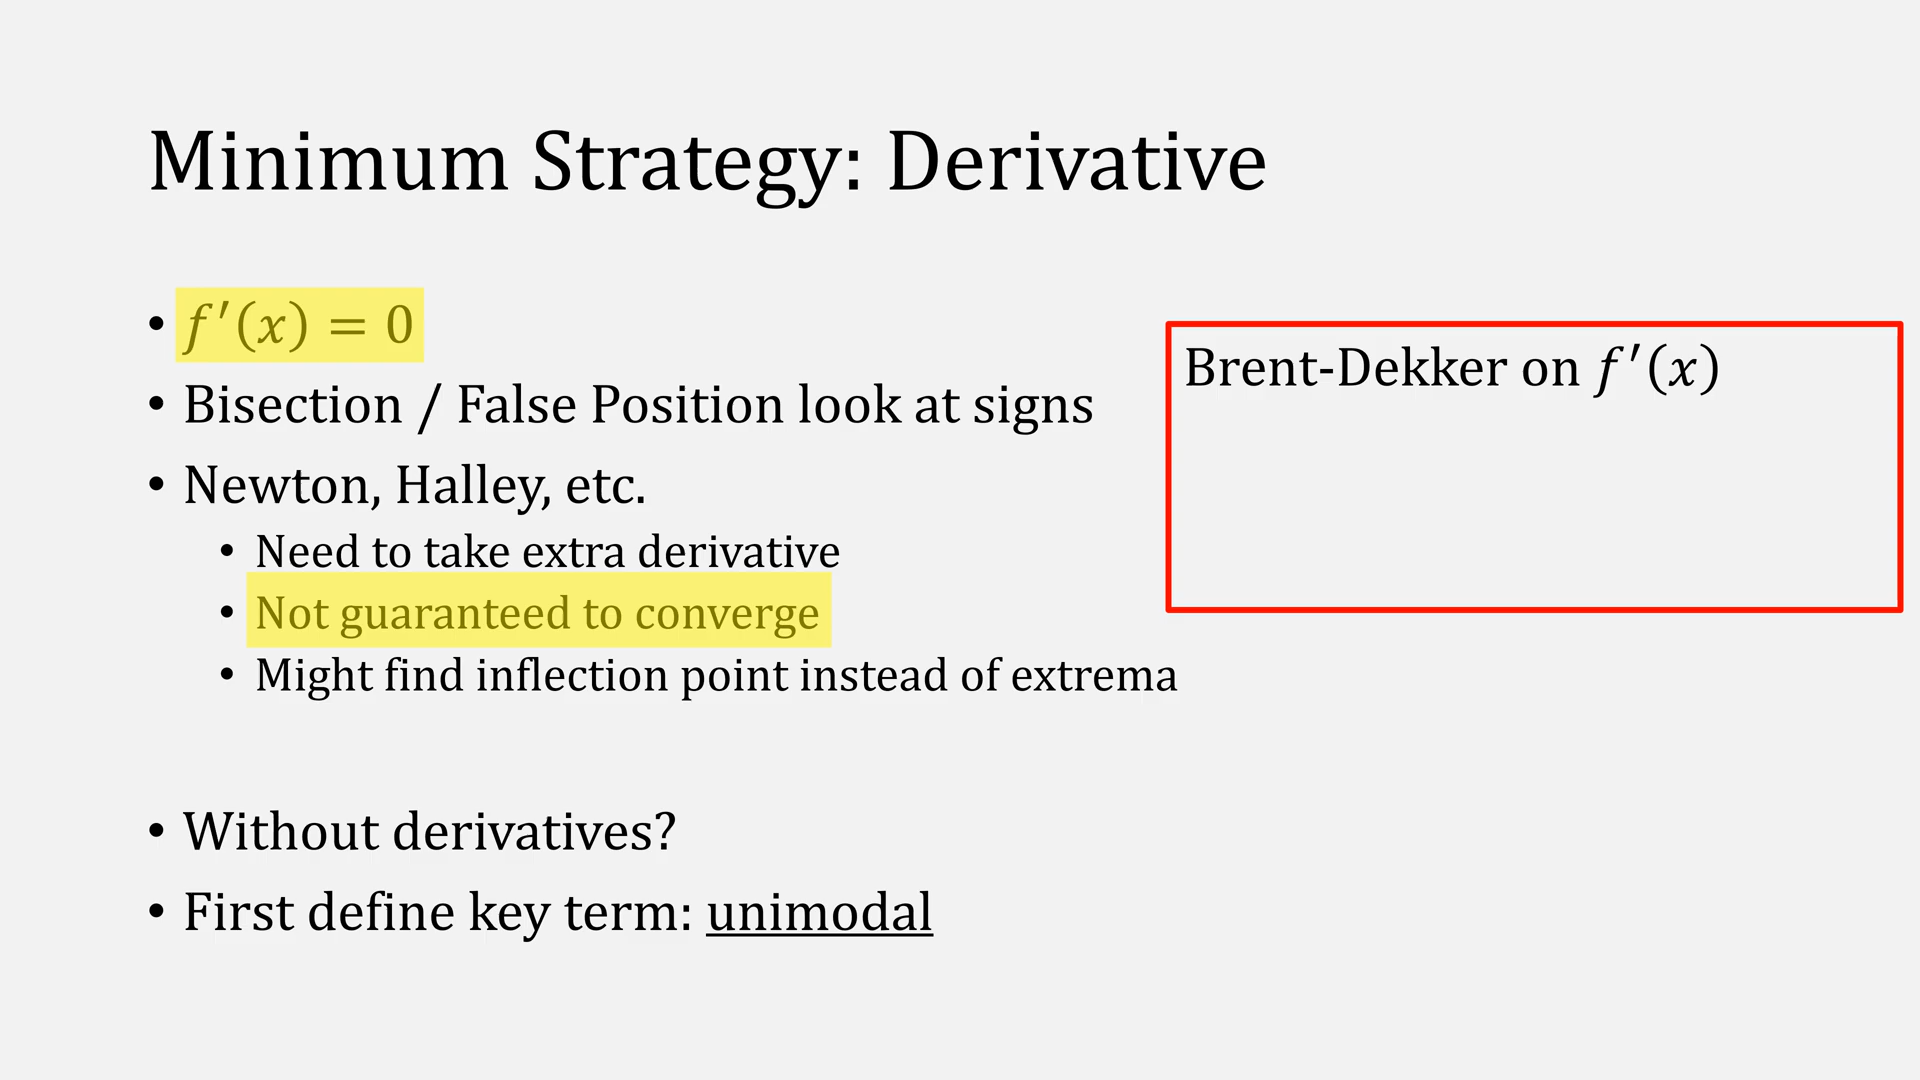 Minimum Strategy: Derivative
• f′(x) = 0
• Bisection / False Position look at signs
• Newton, Halley, etc.
• Need to take extra derivative
• Not guaranteed to converge
• Might find inflection point instead of extrema
• Without derivatives?
• First define key term: unimodal
Brent-Dekker on f′(x)